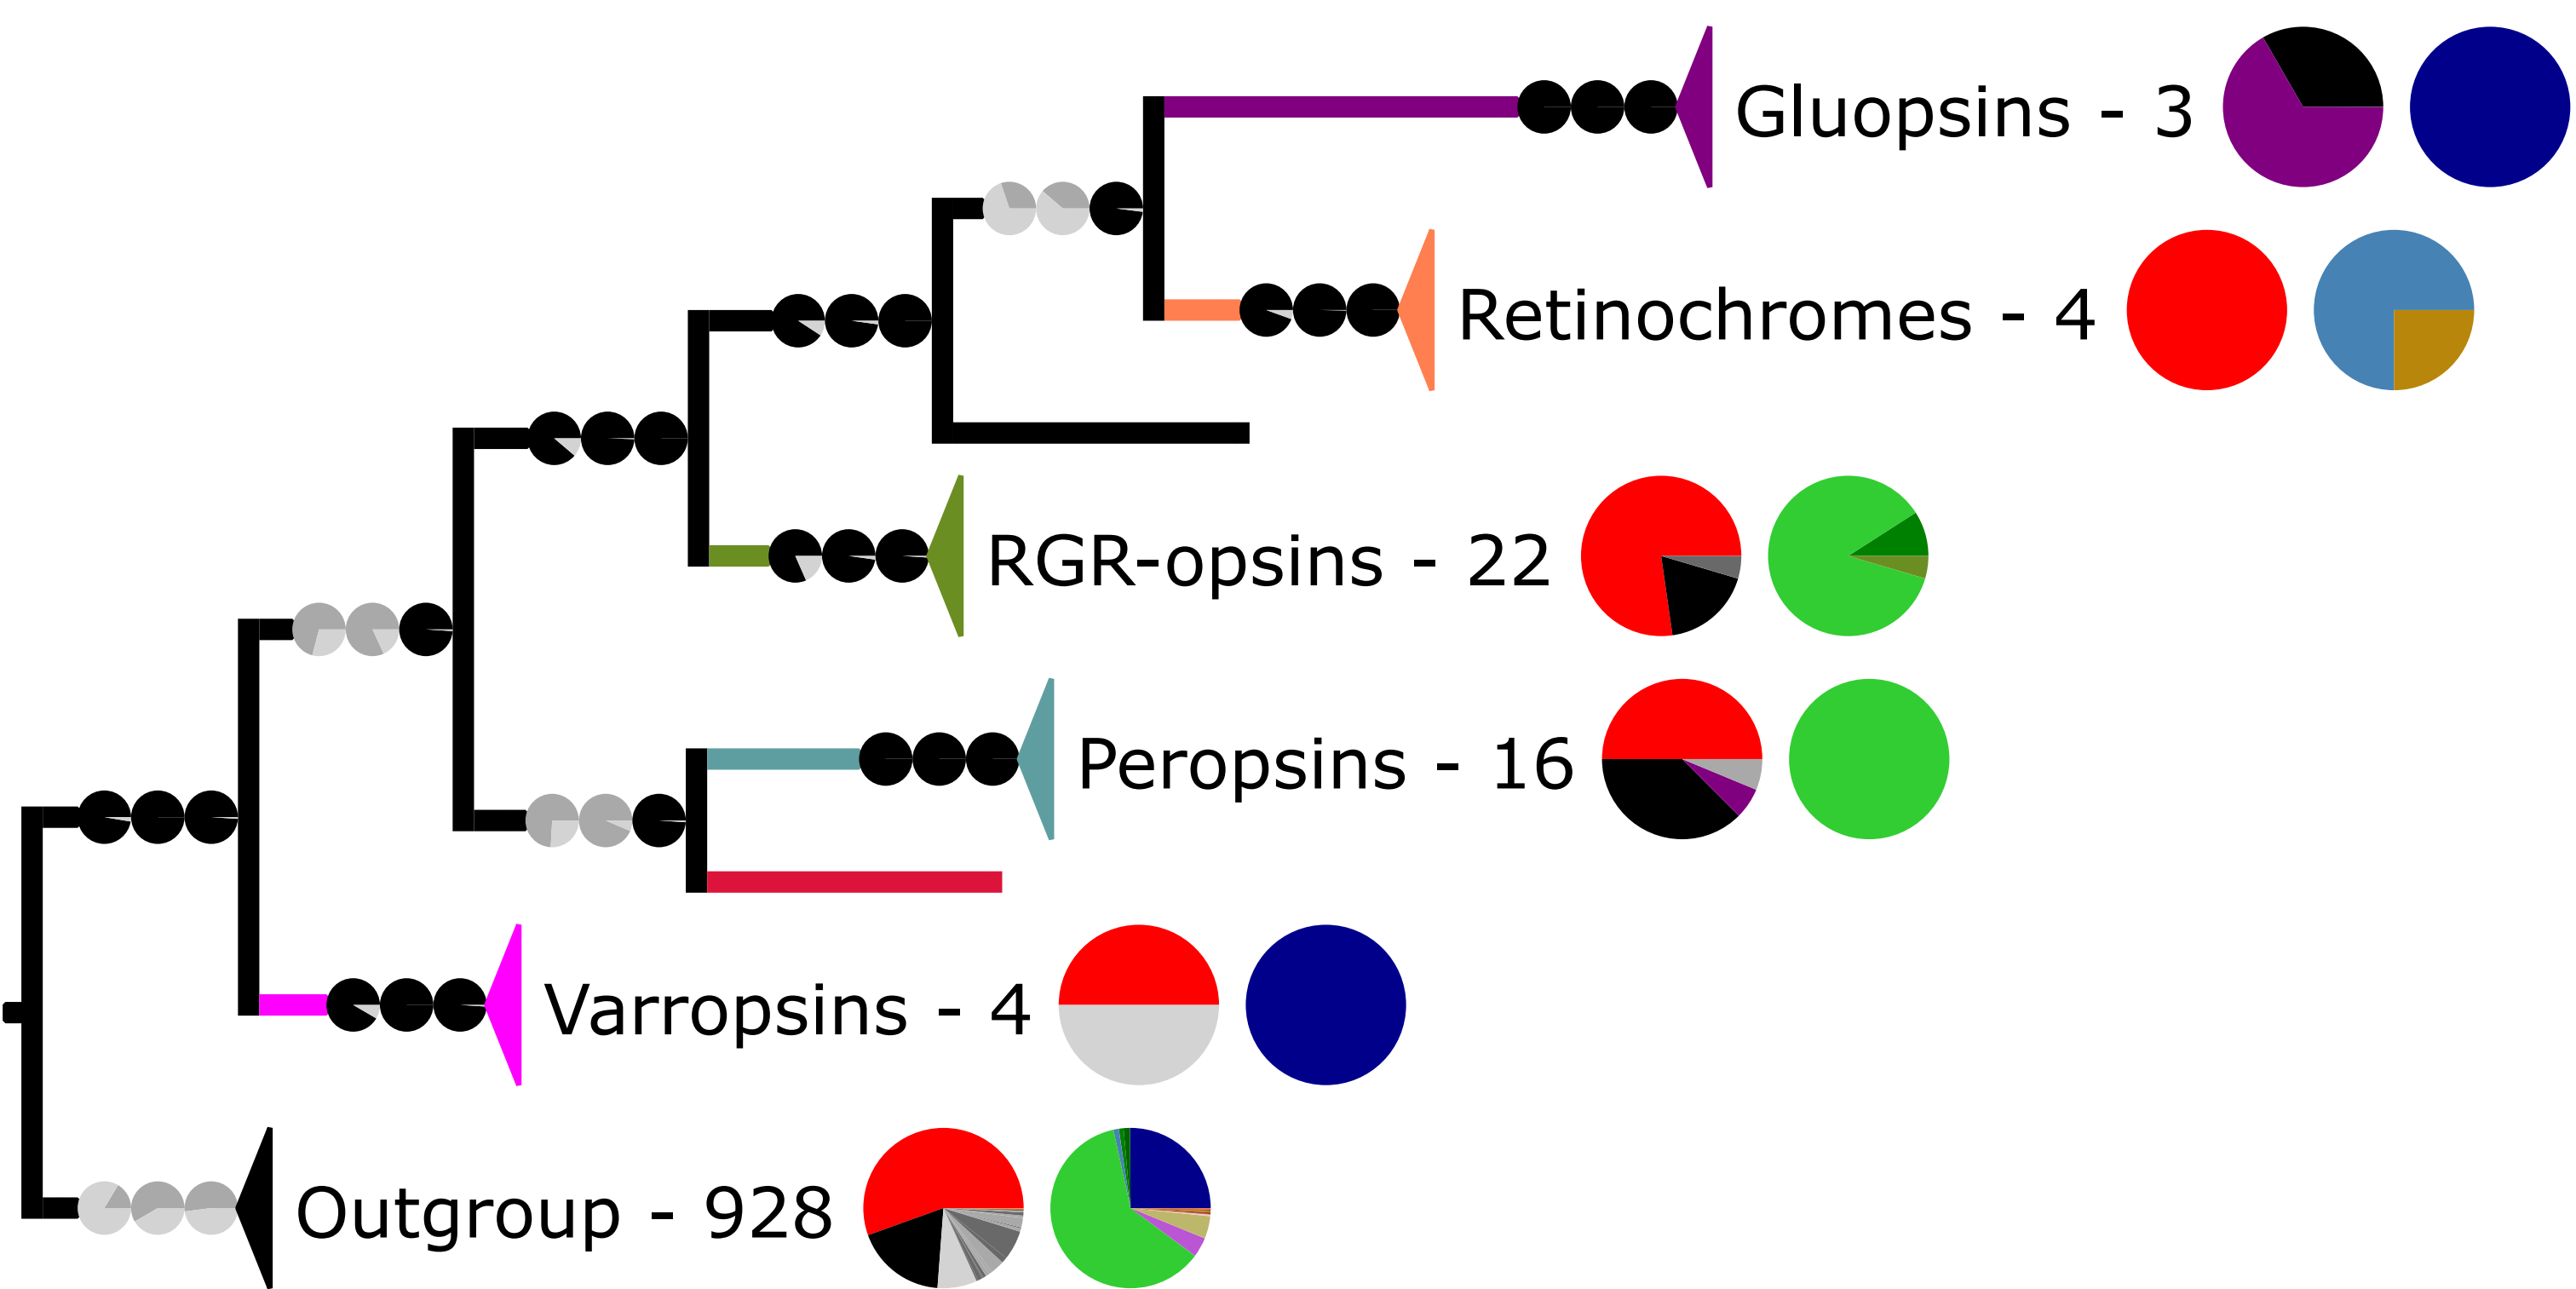 Gluopsins - 3
Retinochromes - 4
RGR-opsins - 22
Peropsins - 16
Varropsins - 4
Outgroup - 928